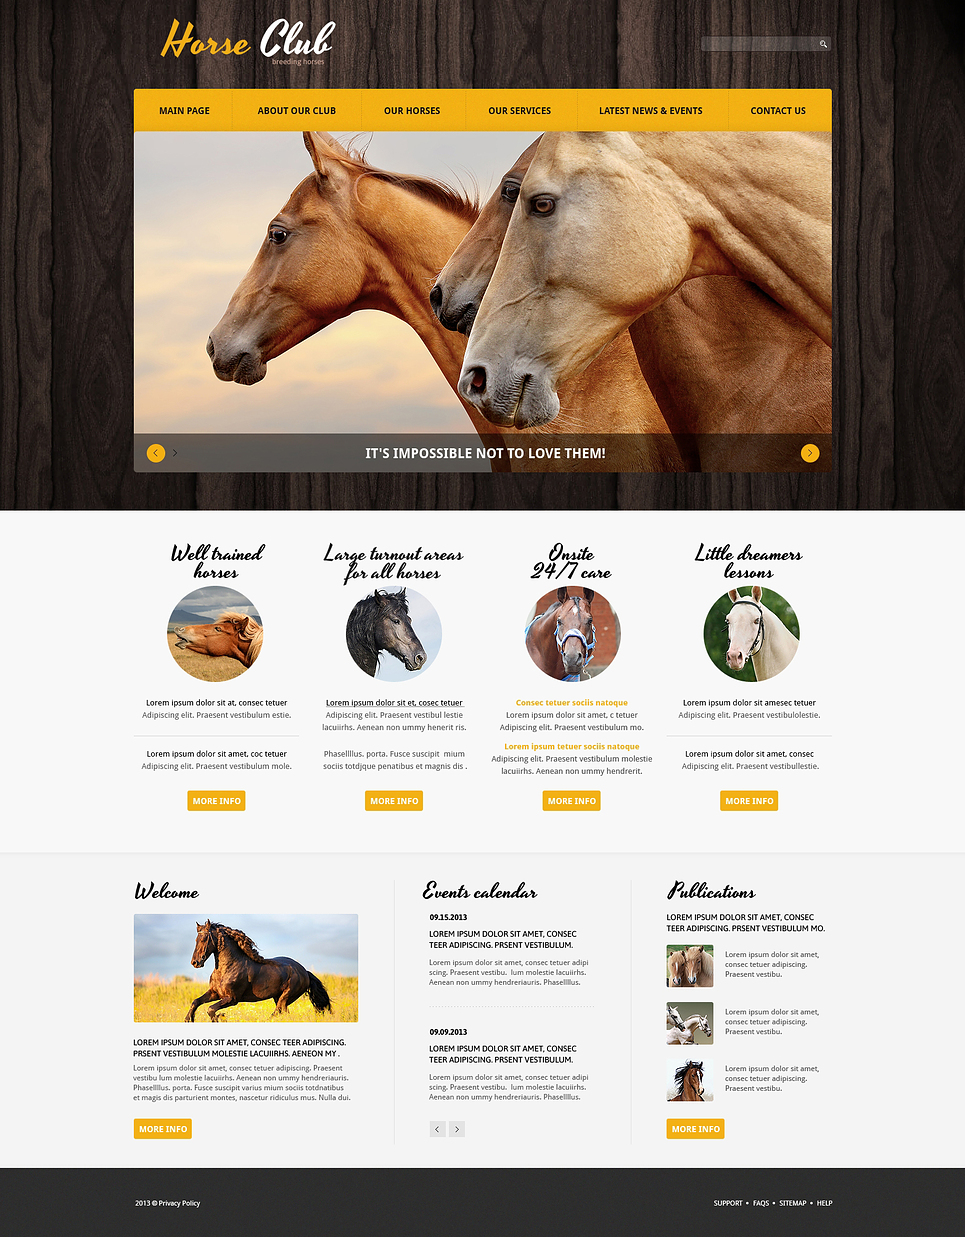 Horse Club
breeding horses
MAIN PAGE ABOUT OUR CLUB OUR HORSES OUR SERVICES LATEST NEWS & EVENTS CONTACT US
IT'S IMPOSSIBLE NOT TO LOVE THEM!
Well trained
horses
Lorem ipsum dolor sit at, consec tetuer
Adipiscing elit. Praesent vestibulum estie.
Lorem ipsum dolor sit amet, coc tetuer
Adipiscing elit. Praesent vestibulum mole.
MORE INFO
Large turnout areas
for all horses
Lorem ipsum dolor sit et, cosec tetuer
Adipiscing elit. Praesent vestibul lestie
lacuiirhs. Aenean non ummy henerit ris.
Phasellllus. porta. Fusce suscipit mium
sociis totdjque penatibus et magnis dis .
MORE INFO
Onsite
24/7 care
Consec tetuer sociis natoque
Lorem ipsum dolor sit amet, c tetuer
Adipiscing elit. Praesent vestibulum mo.
Lorem ipsum tetuer sociis natoque
Adipiscing elit. Praesent vestibulum molestie
lacuiirhs. Aenean non ummy hendrerit.
MORE INFO
Little dreamers
lessons
Lorem ipsum dolor sit amesec tetuer
Adipiscing elit. Praesent vestibulolestie.
Lorem ipsum dolor sit amet, consec
Adipiscing elit. Praesent vestibullestie.
MORE INFO
Welcome
LOREM IPSUM DOLOR SIT AMET, CONSEC TEER ADIPISCING.
PRSENT VESTIBULUM MOLESTIE LACUIIRHS. AENEON MY .
Lorem ipsum dolor sit amet, consec tetuer adipiscing. Praesent
vestibu lum molestie lacuiirhs. Aenean non ummy hendreriauris.
Phasellllus. porta. Fusce suscipit varius mium sociis totdnatibus
et magis dis parturient montes, nascetur ridiculus mus. Nulla dui.
MORE INFO
Events calendar
09.15.2013
LOREM IPSUM DOLOR SIT AMET, CONSEC
TEER ADIPISCING. PRSENT VESTIBULUM.
Lorem ipsum dolor sit amet, consec tetuer adipi
scing. Praesent vestibu. lum molestie lacuiirhs.
Aenean non ummy hendreriauris. Phasellllus.
09.09.2013
LOREM IPSUM DOLOR SIT AMET, CONSEC
TEER ADIPISCING. PRSENT VESTIBULUM.
Lorem ipsum dolor sit amet, consec tetuer adipi
scing. Praesent vestibu. lum molestie lacuiirhs.
Aenean non ummy hendreriauris. Phasellllus.
Publications
LOREM IPSUM DOLOR SIT AMET, CONSEC
TEER ADIPISCING. PRSENT VESTIBULUM MO.
Lorem ipsum dolor sit amet,
consec tetuer adipiscing.
Praesent vestibu.
Lorem ipsum dolor sit amet,
consec tetuer adipiscing.
Praesent vestibu.
Lorem ipsum dolor sit amet,
consec tetuer adipiscing.
Praesent vestibu.
MORE INFO
2013 © Privacy Policy
SUPPORT • FAQS • SITEMAP • HELP